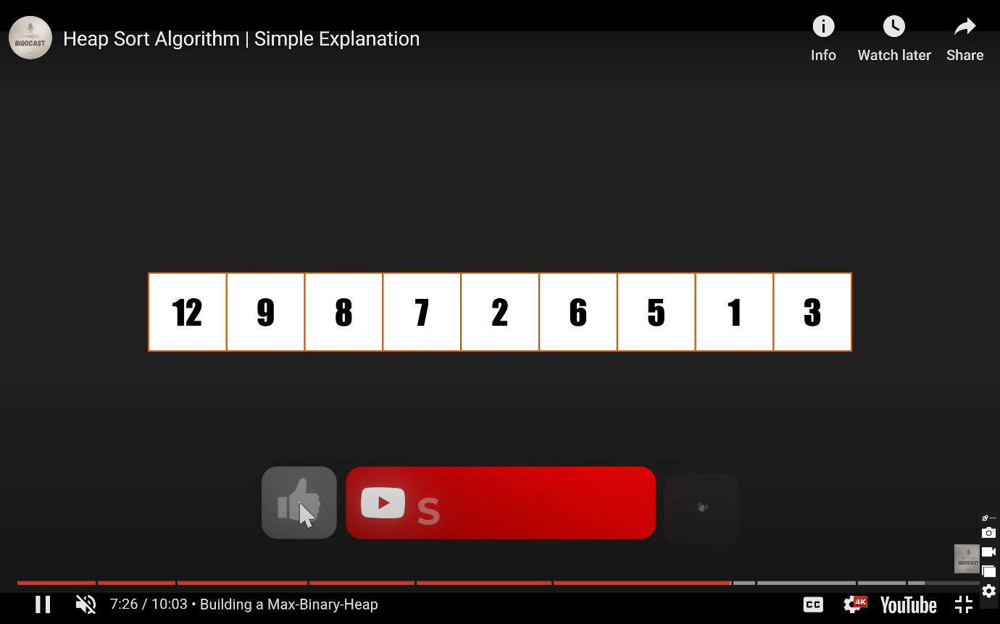 BIGOCAST
Heap Sort Algorithm | Simple Explanation
Info
Watch later
Share
12 9 8 7 2 6 5 1 3
S
BIGOCAST
7:26 / 10:03 • Building a Max-Binary-Heap
CC
4K
YouTube